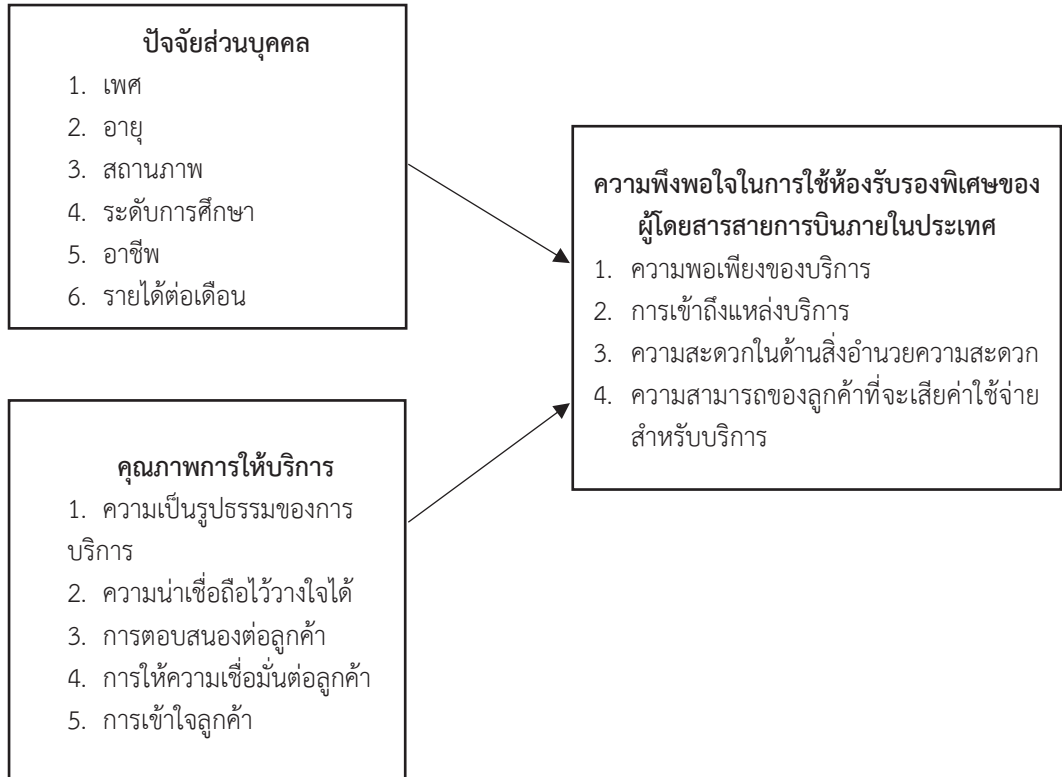 ปัจจัยส่วนบุคคล
1. เพศ
2. อายุ
3. สถานภาพ
4. ระดับการศึกษา
5. อาชีพ
6. รายได้ต่อเดือน
ความพึงพอใจในการใช้ห้องรับรองพิเศษของ
ผู้โดยสารสายการบินภายในประเทศ
1. ความพอเพียงของบริการ
2. การเข้าถึงแหล่งบริการ
3. ความสะดวกในด้านสิ่งอำนวยความสะดวก
4. ความสามารถของลูกค้าที่จะเสียค่าใช้จ่าย
สำหรับบริการ
คุณภาพการให้บริการ
1. ความเป็นรูปธรรมของการ
บริการ
2. ความน่าเชื่อถือไว้วางใจได้
3. การตอบสนองต่อลูกค้า
4. การให้ความเชื่อมั่นต่อลูกค้า
5. การเข้าใจลูกค้า